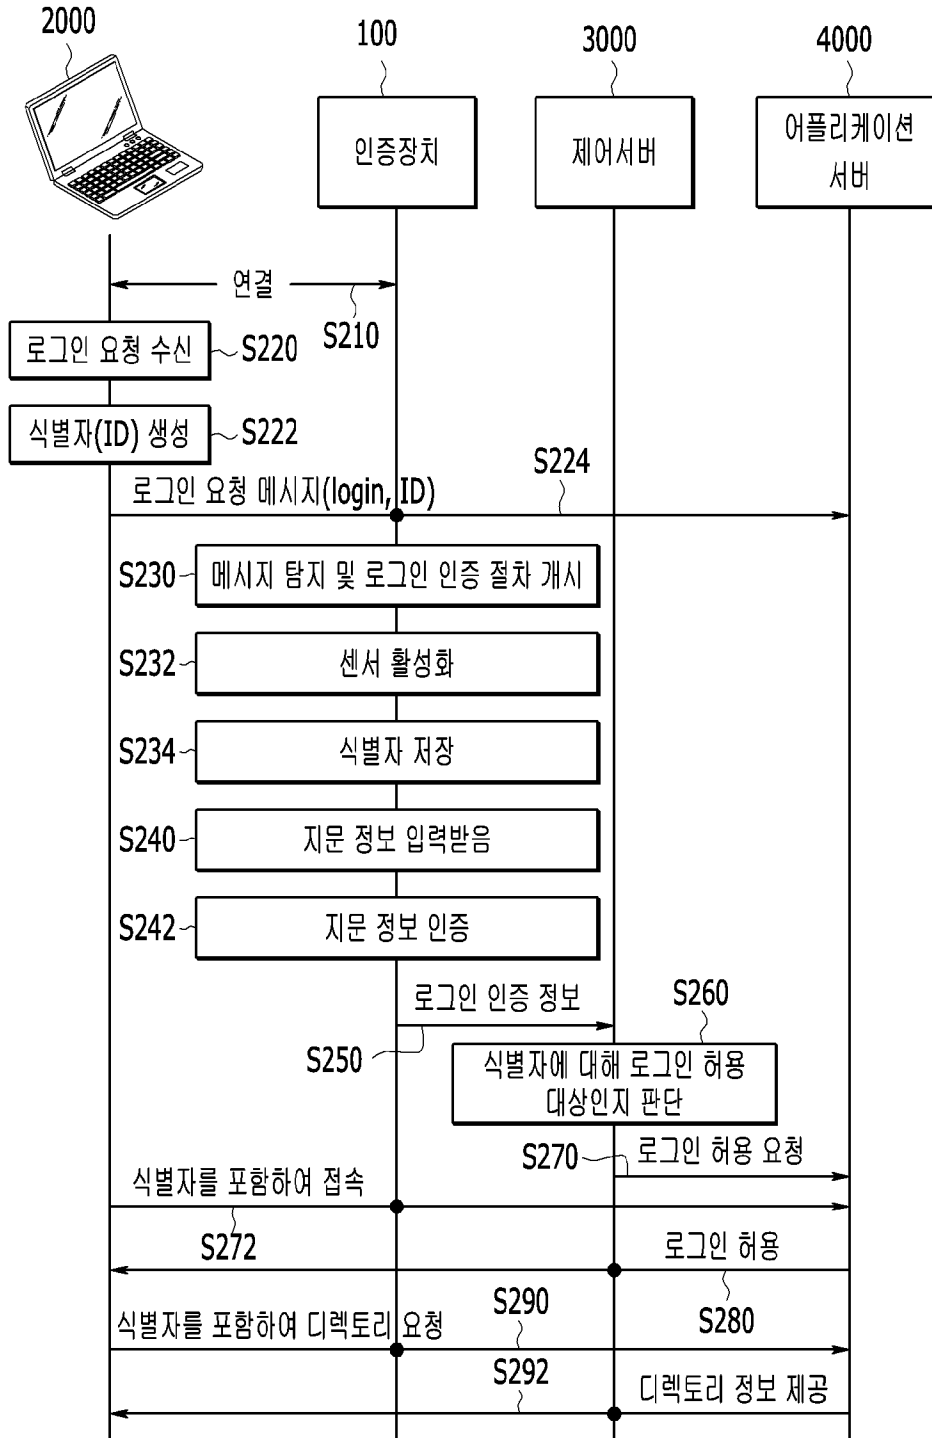 2000
100
3000
4000
인증장치
제어서버
어플리케이션
서버
연결
S210
로그인 요청 수신
S220
식별자(ID) 생성
S222
로그인 요청 메시지(login, ID)
S224
S230
메시지 탐지 및 로그인 인증 절차 개시
S232
센서 활성화
S234
식별자 저장
S240
지문 정보 입력받음
S242
지문 정보 인증
로그인 인증 정보
S250
S260
식별자에 대해 로그인 허용
대상인지 판단
S270
로그인 허용 요청
식별자를 포함하여 접속
S272
로그인 허용
S280
식별자를 포함하여 디렉토리 요청
S290
S292
디렉토리 정보 제공